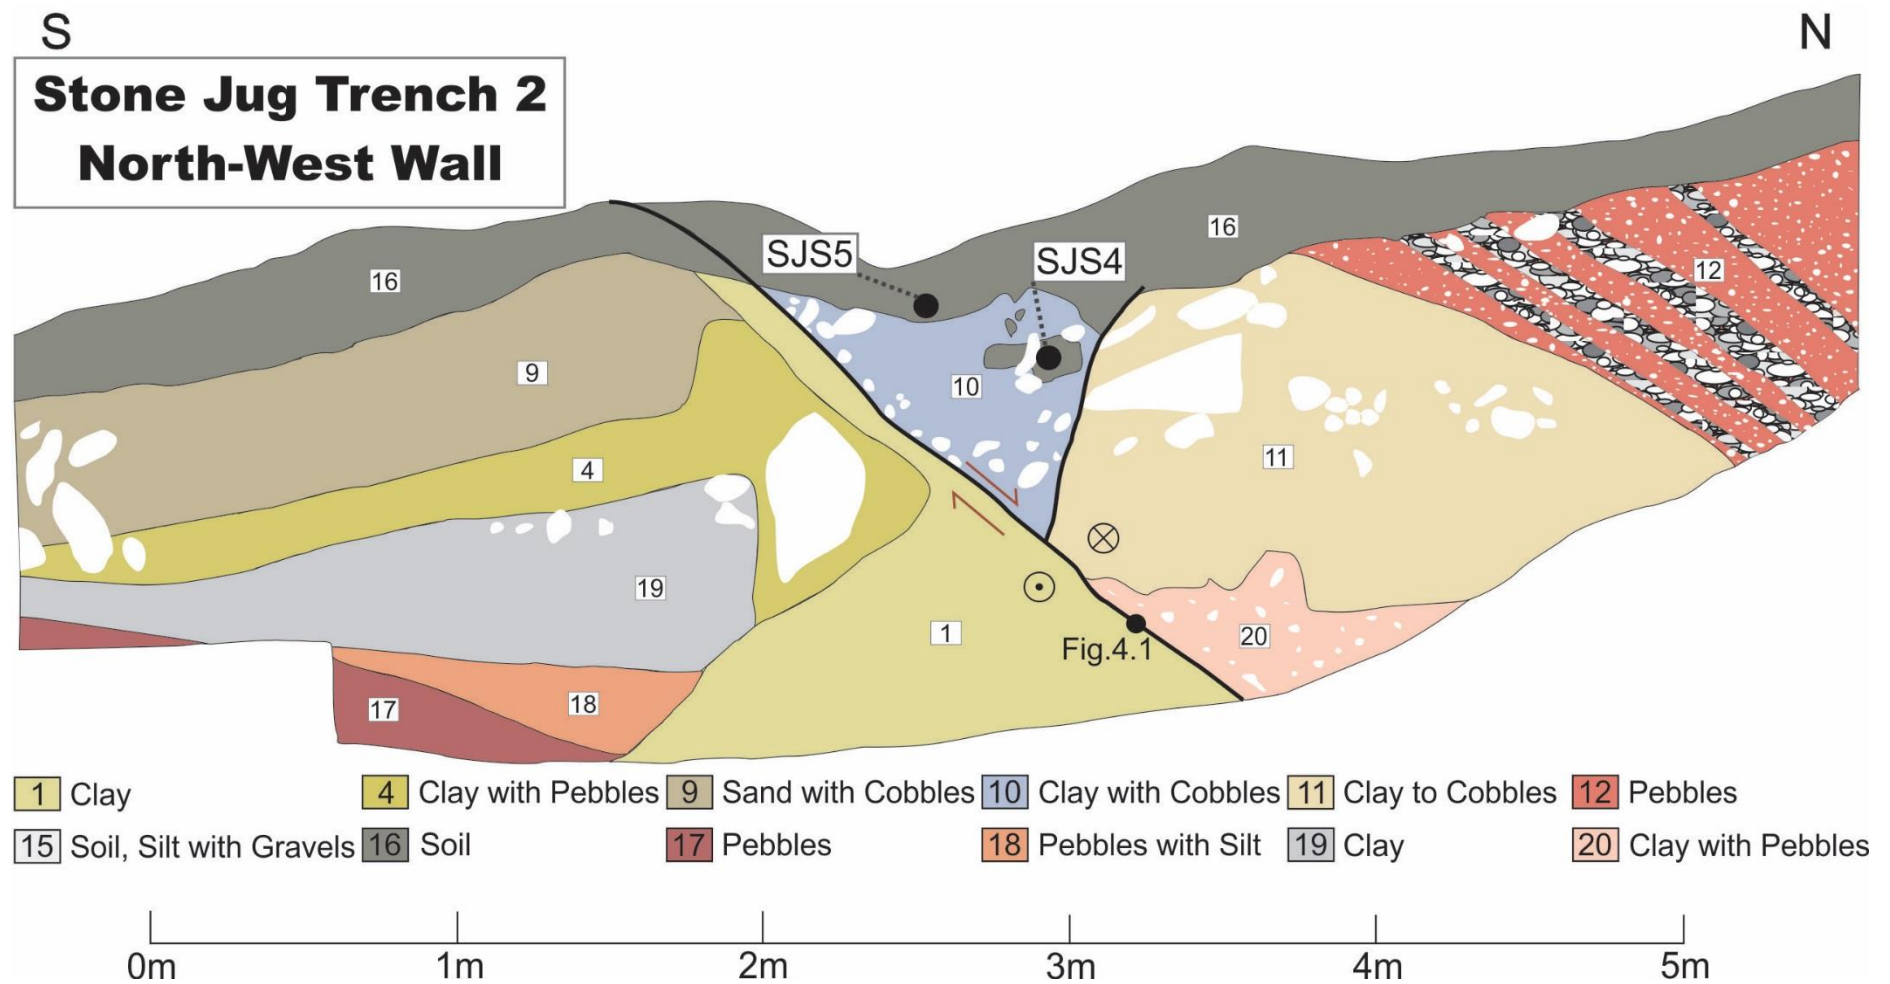 S
N
Stone Jug Trench 2
North-West Wall
SJS5
SJS4
16
16
12
9
10
4
11
19
1
20
Fig.4.1
17
18
1 Clay
4 Clay with Pebbles
9 Sand with Cobbles
10 Clay with Cobbles
11 Clay to Cobbles
12 Pebbles
15 Soil, Silt with Gravels
16 Soil
17 Pebbles
18 Pebbles with Silt
19 Clay
20 Clay with Pebbles
0m
1m
2m
3m
4m
5m